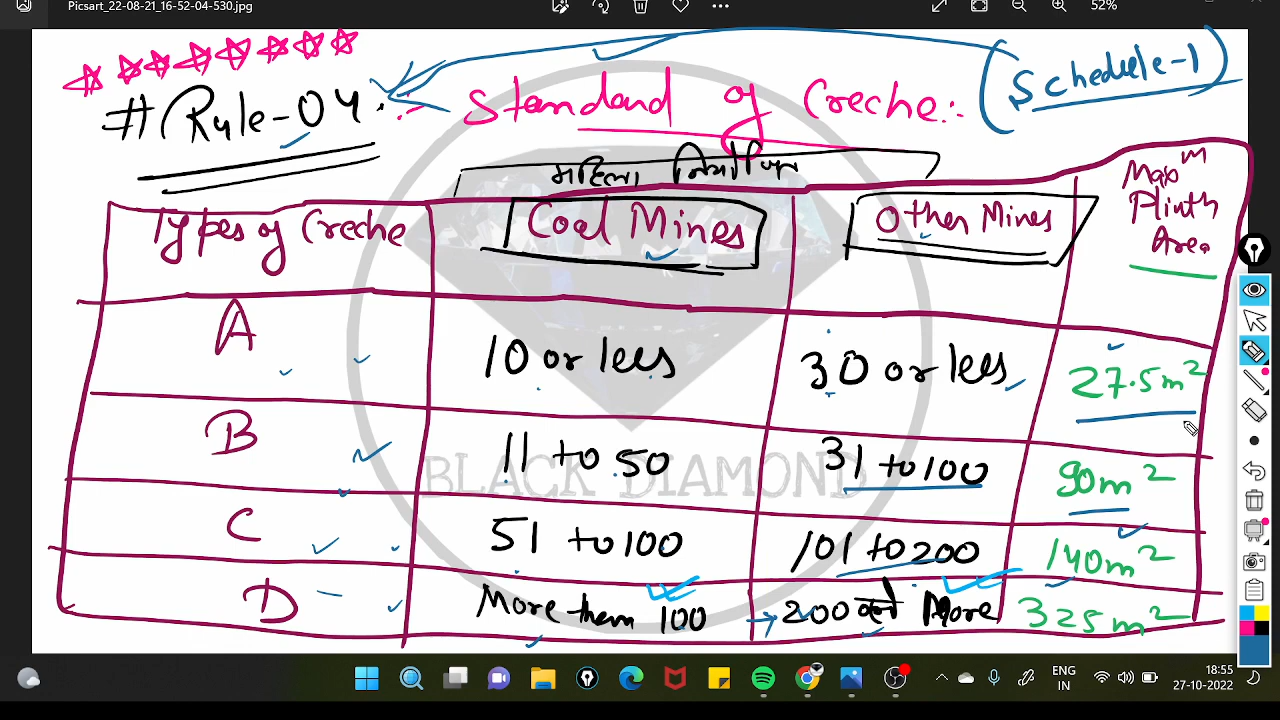 Picsart_22-08-21_16-52-04-530.jpg
52%
#Rule-04 :- Standard of Creche:- (Schedule-1)
Types of Creche
Coal Mines
Other Mines
Maxm Plinth Area
A
10 or less
30 or less
27.5m2
B
11 to 50
31 to 100
90m2
C
51 to 100
101 to 200
140m2
D
More them 100
→ 200 More
325m2
BLACK DIAMOND
ENG
IN
18:55
27-10-2022